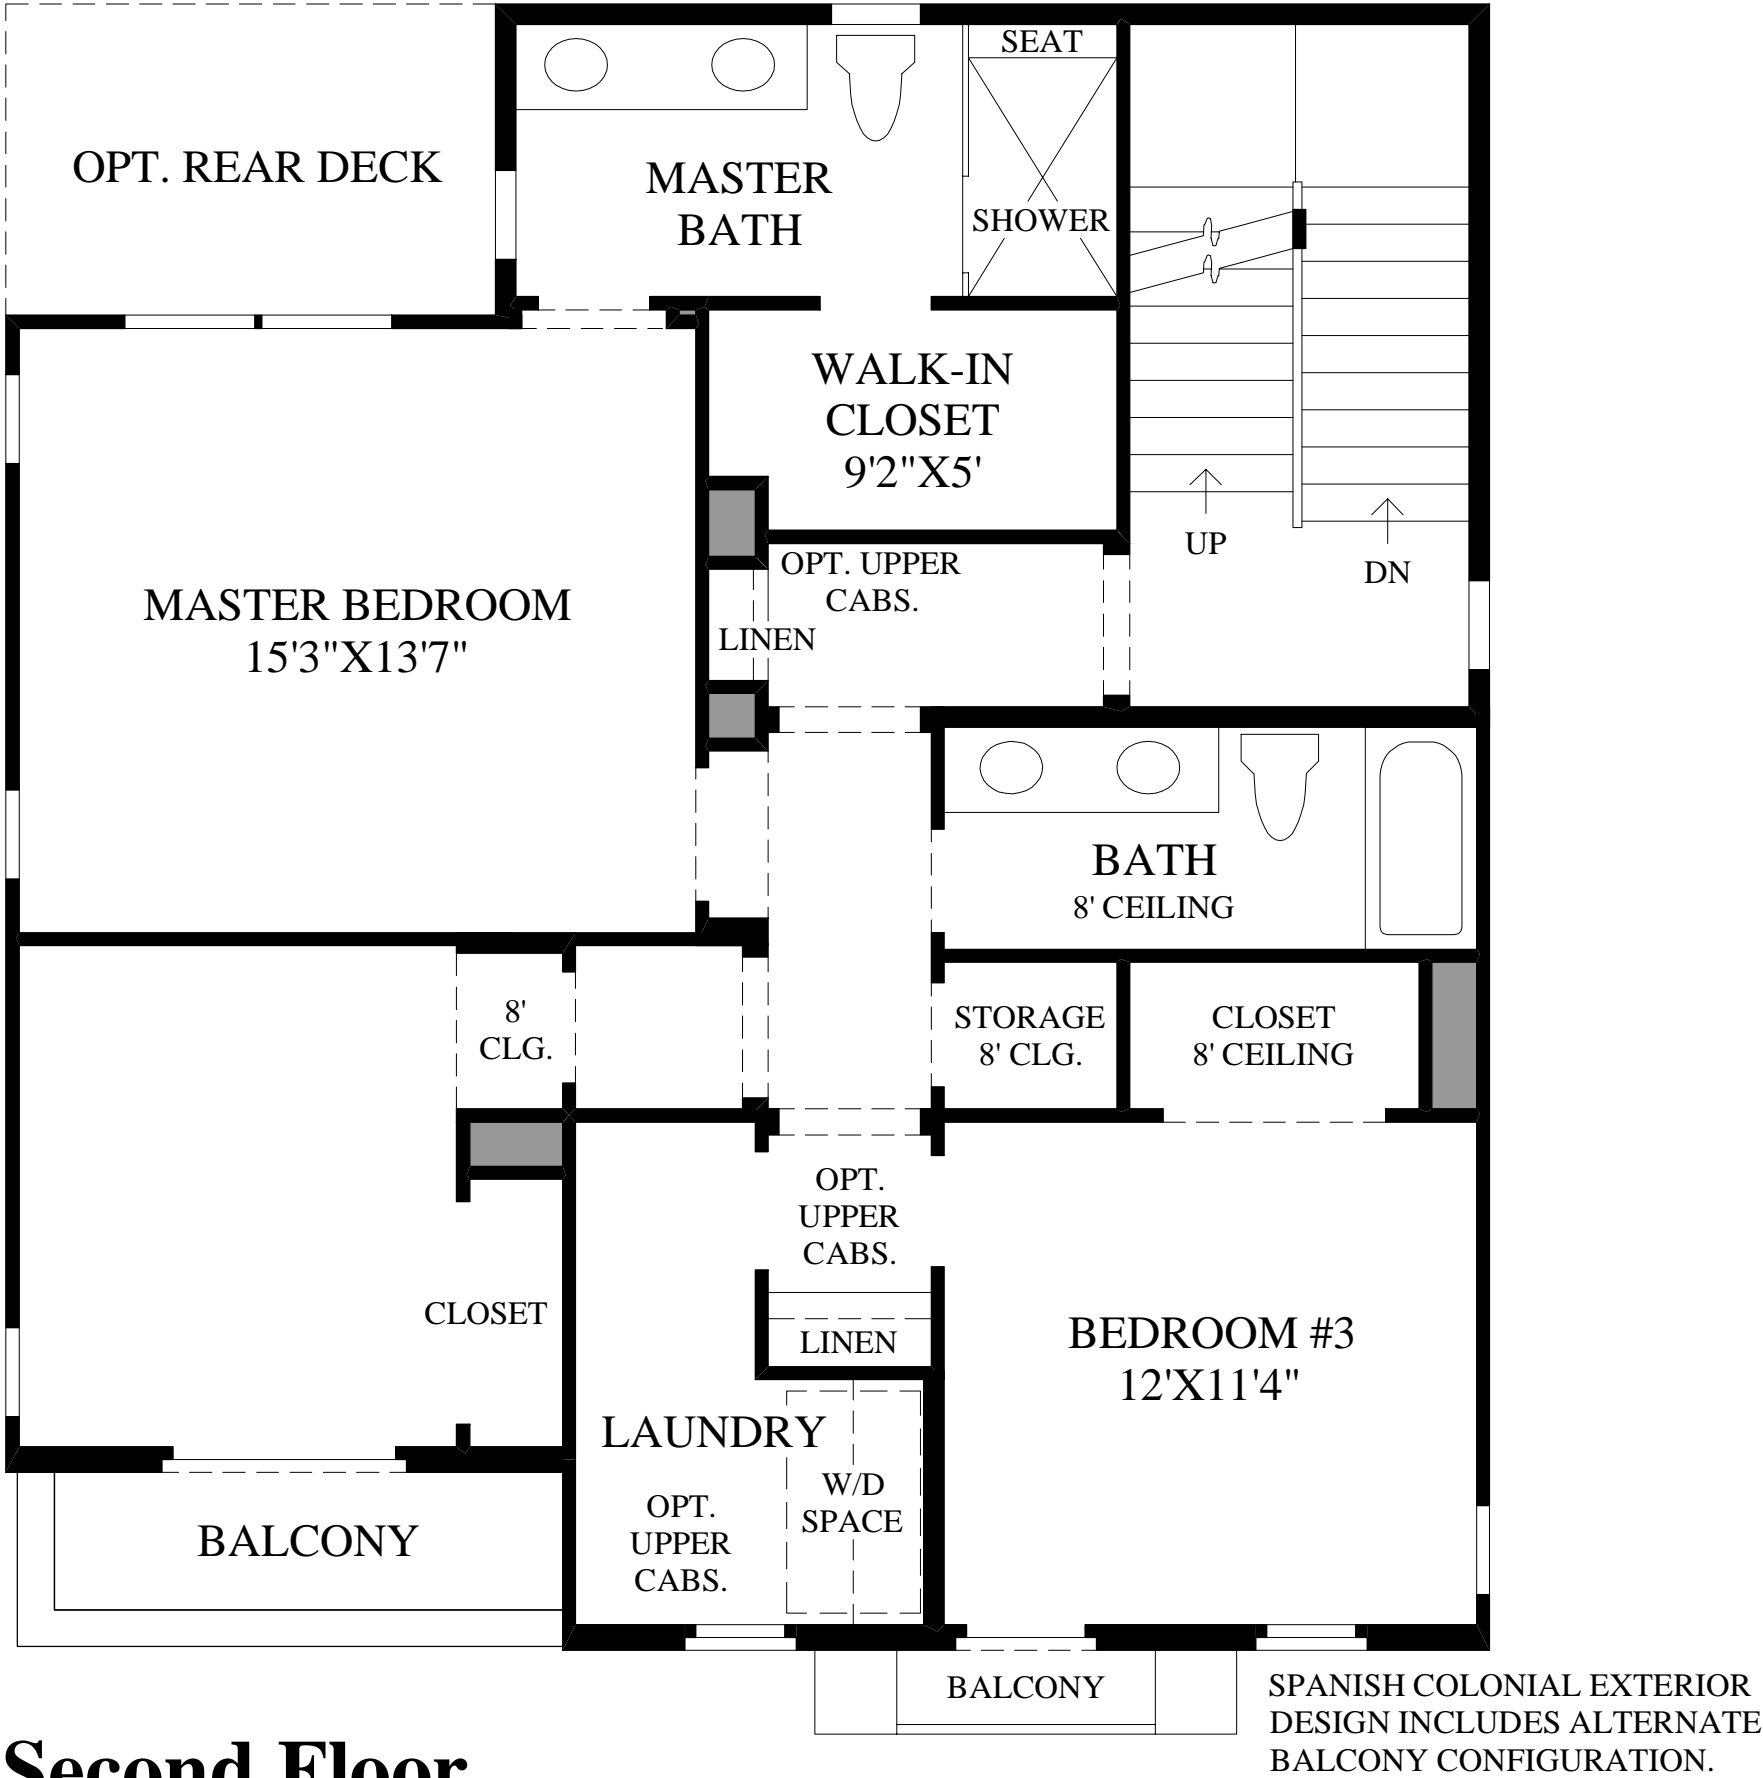 SEAT
OPT. REAR DECK
MASTER
BATH
SHOWER
WALK-IN
CLOSET
9'2"X5'
UP
DN
OPT. UPPER
CABS.
LINEN
MASTER BEDROOM
15'3"X13'7"
BATH
8' CEILING
8'
CLG.
STORAGE
8' CLG.
CLOSET
8' CEILING
OPT.
UPPER
CABS.
CLOSET
LINEN
BEDROOM #3
12'X11'4"
LAUNDRY
W/D
SPACE
OPT.
UPPER
CABS.
BALCONY
BALCONY
SPANISH COLONIAL EXTERIOR
DESIGN INCLUDES ALTERNATE
BALCONY CONFIGURATION.
Second Floor